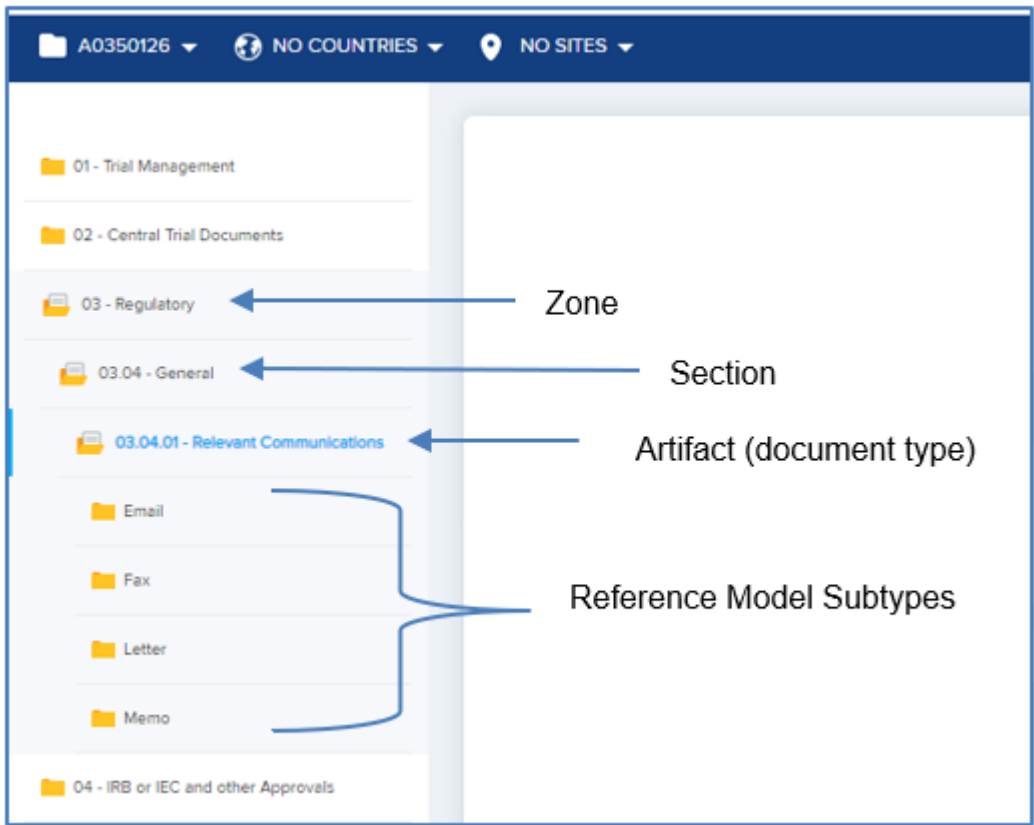 A0350126 NO COUNTRIES NO SITES
01 - Trial Management
02 - Central Trial Documents
03 - Regulatory
Zone
03.04 - General
Section
03.04.01 - Relevant Communications
Artifact (document type)
Email
Fax
Reference Model Subtypes
Letter
Memo
04 - IRB or IEC and other Approvals